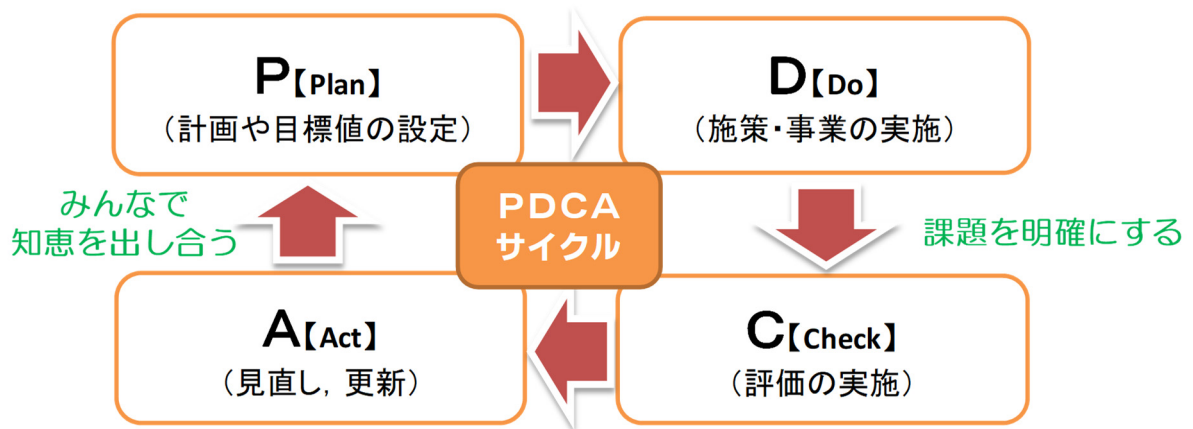 P【Plan】
(計画や目標値の設定)
D【Do】
(施策・事業の実施)
PDCA
サイクル
みんなで
知恵を出し合う
課題を明確にする
A【Act】
(見直し,更新)
C【Check】
(評価の実施)